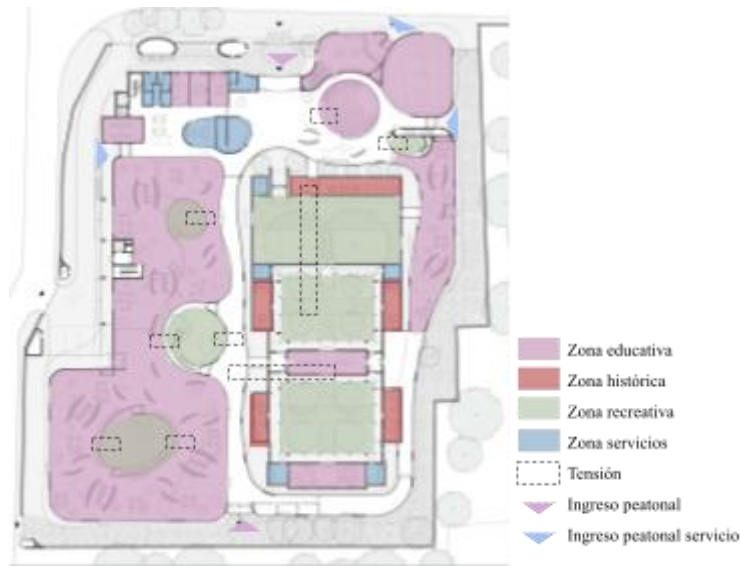 Zona educativa
Zona histórica
Zona recreativa
Zona servicios
Tensión
Ingreso peatonal
Ingreso peatonal servicio